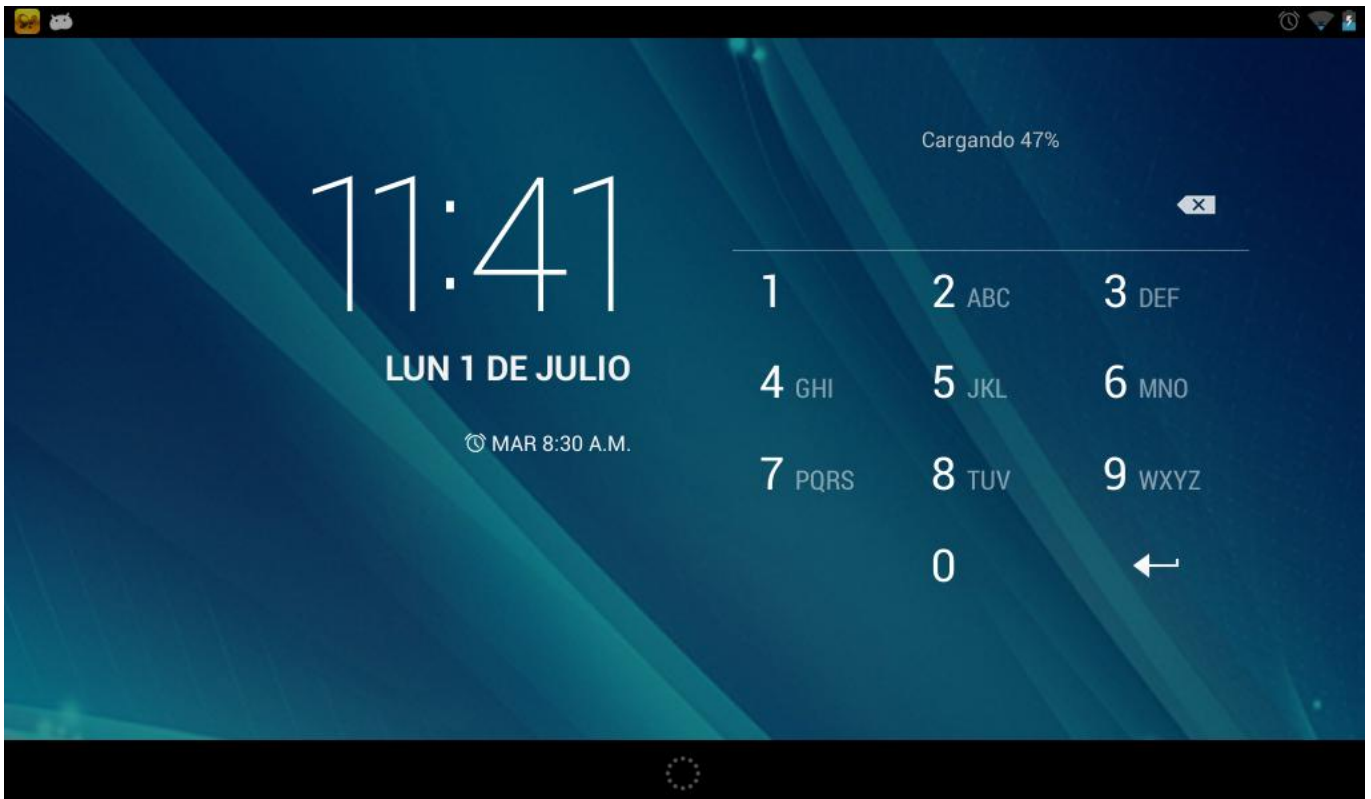 11:41
LUN 1 DE JULIO
MAR 8:30 A.M.
Cargando 47%
1 2 ABC 3 DEF
4 GHI 5 JKL 6 MNO
7 PQRS 8 TUV 9 WXYZ
0